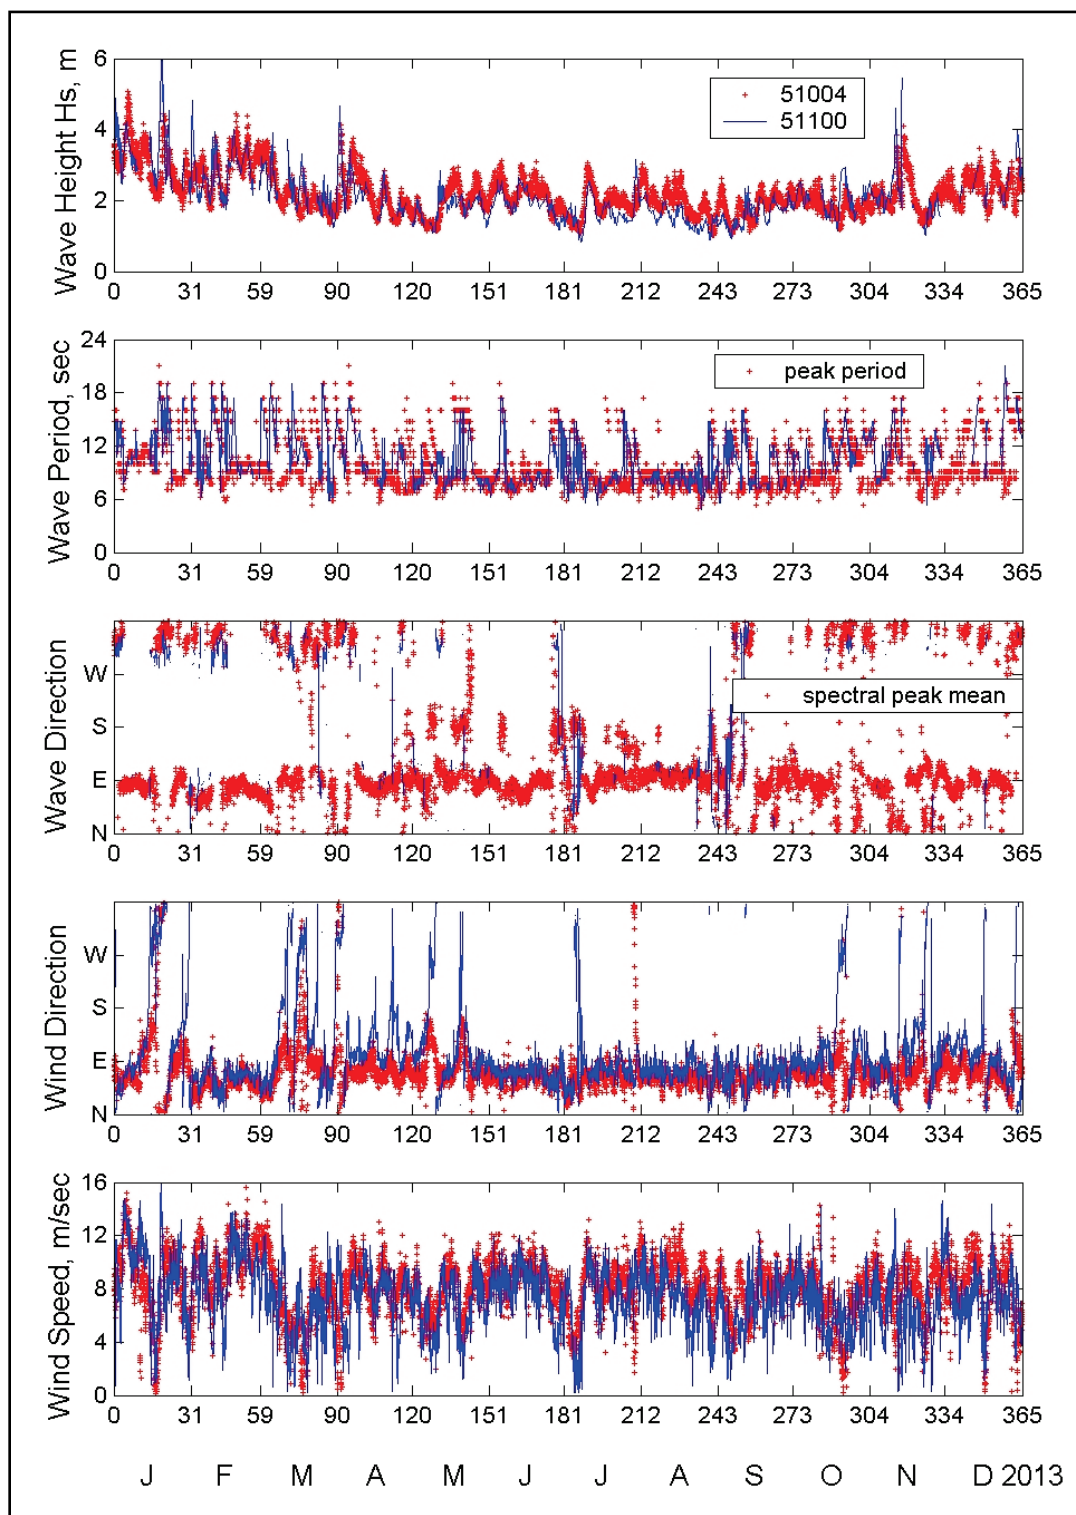 Wave Height Hs, m
6
4
2
0
51004
51100
0 31 59 90 120 151 181 212 243 273 304 334 365
Wave Period, sec
24
18
12
6
0
peak period
0 31 59 90 120 151 181 212 243 273 304 334 365
Wave Direction
W
S
E
N
spectral peak mean
0 31 59 90 120 151 181 212 243 273 304 334 365
Wind Direction
W
S
E
N
0 31 59 90 120 151 181 212 243 273 304 334 365
Wind Speed, m/sec
16
12
8
4
0
0 31 59 90 120 151 181 212 243 273 304 334 365
J F M A M J J A S O N D 2013